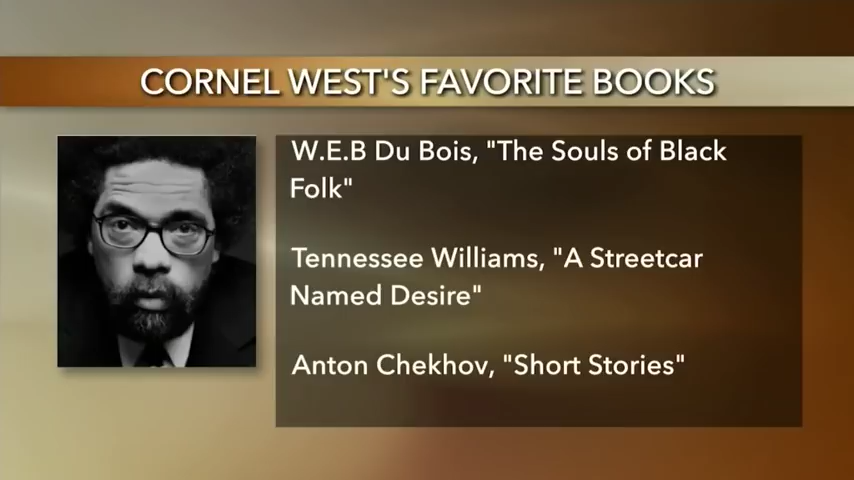 CORNEL WEST'S FAVORITE BOOKS
W.E.B Du Bois, "The Souls of Black
Folk"
Tennessee Williams, "A Streetcar
Named Desire"
Anton Chekhov, "Short Stories"